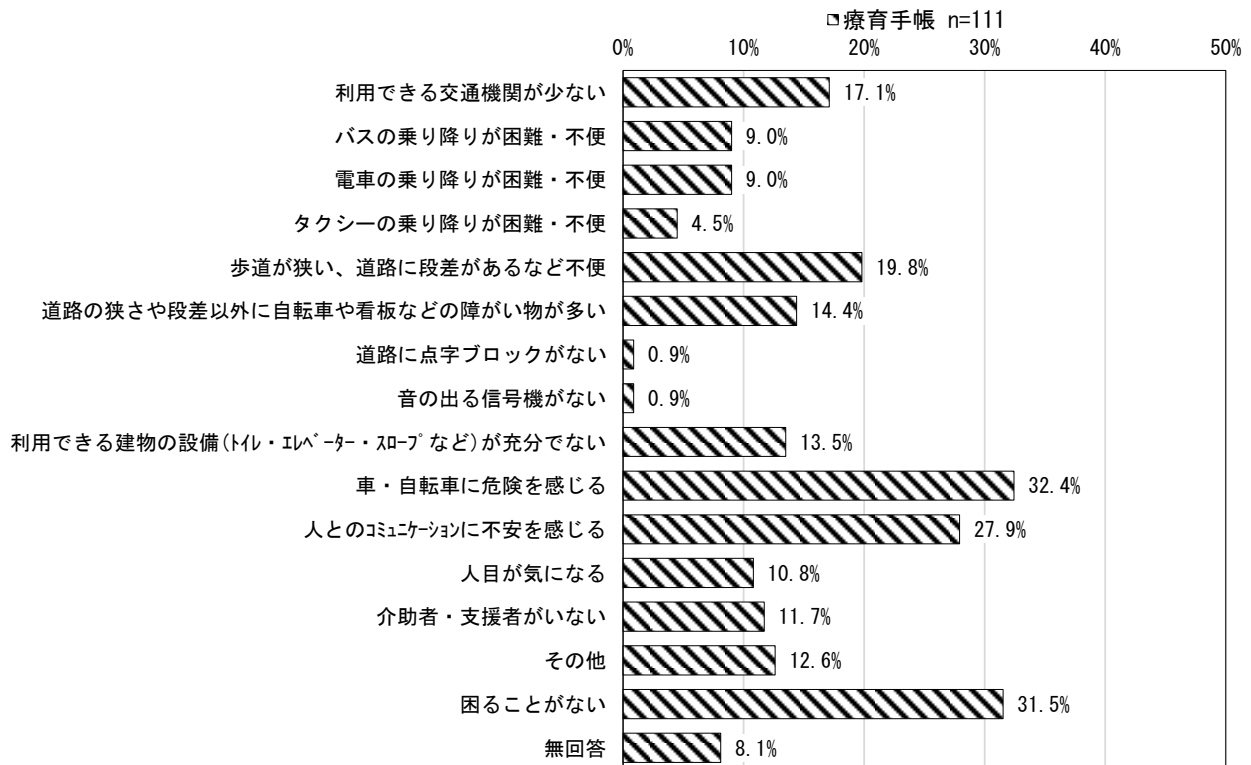 療育手帳 n=111
0% 10% 20% 30% 40% 50%
利用できる交通機関が少ない 17.1%
バスの乗り降りが困難・不便 9.0%
電車の乗り降りが困難・不便 9.0%
タクシーの乗り降りが困難・不便 4.5%
歩道が狭い、道路に段差があるなど不便 19.8%
道路の狭さや段差以外に自転車や看板などの障がい物が多い 14.4%
道路に点字ブロックがない 0.9%
音の出る信号機がない 0.9%
利用できる建物の設備(ﾄｲﾚ・ｴﾚﾍﾞｰﾀｰ・ｽﾛｰﾌﾟなど)が充分でない 13.5%
車・自転車に危険を感じる 32.4%
人とのｺﾐｭﾆｹｰｼｮﾝに不安を感じる 27.9%
人目が気になる 10.8%
介助者・支援者がいない 11.7%
その他 12.6%
困ることがない 31.5%
無回答 8.1%